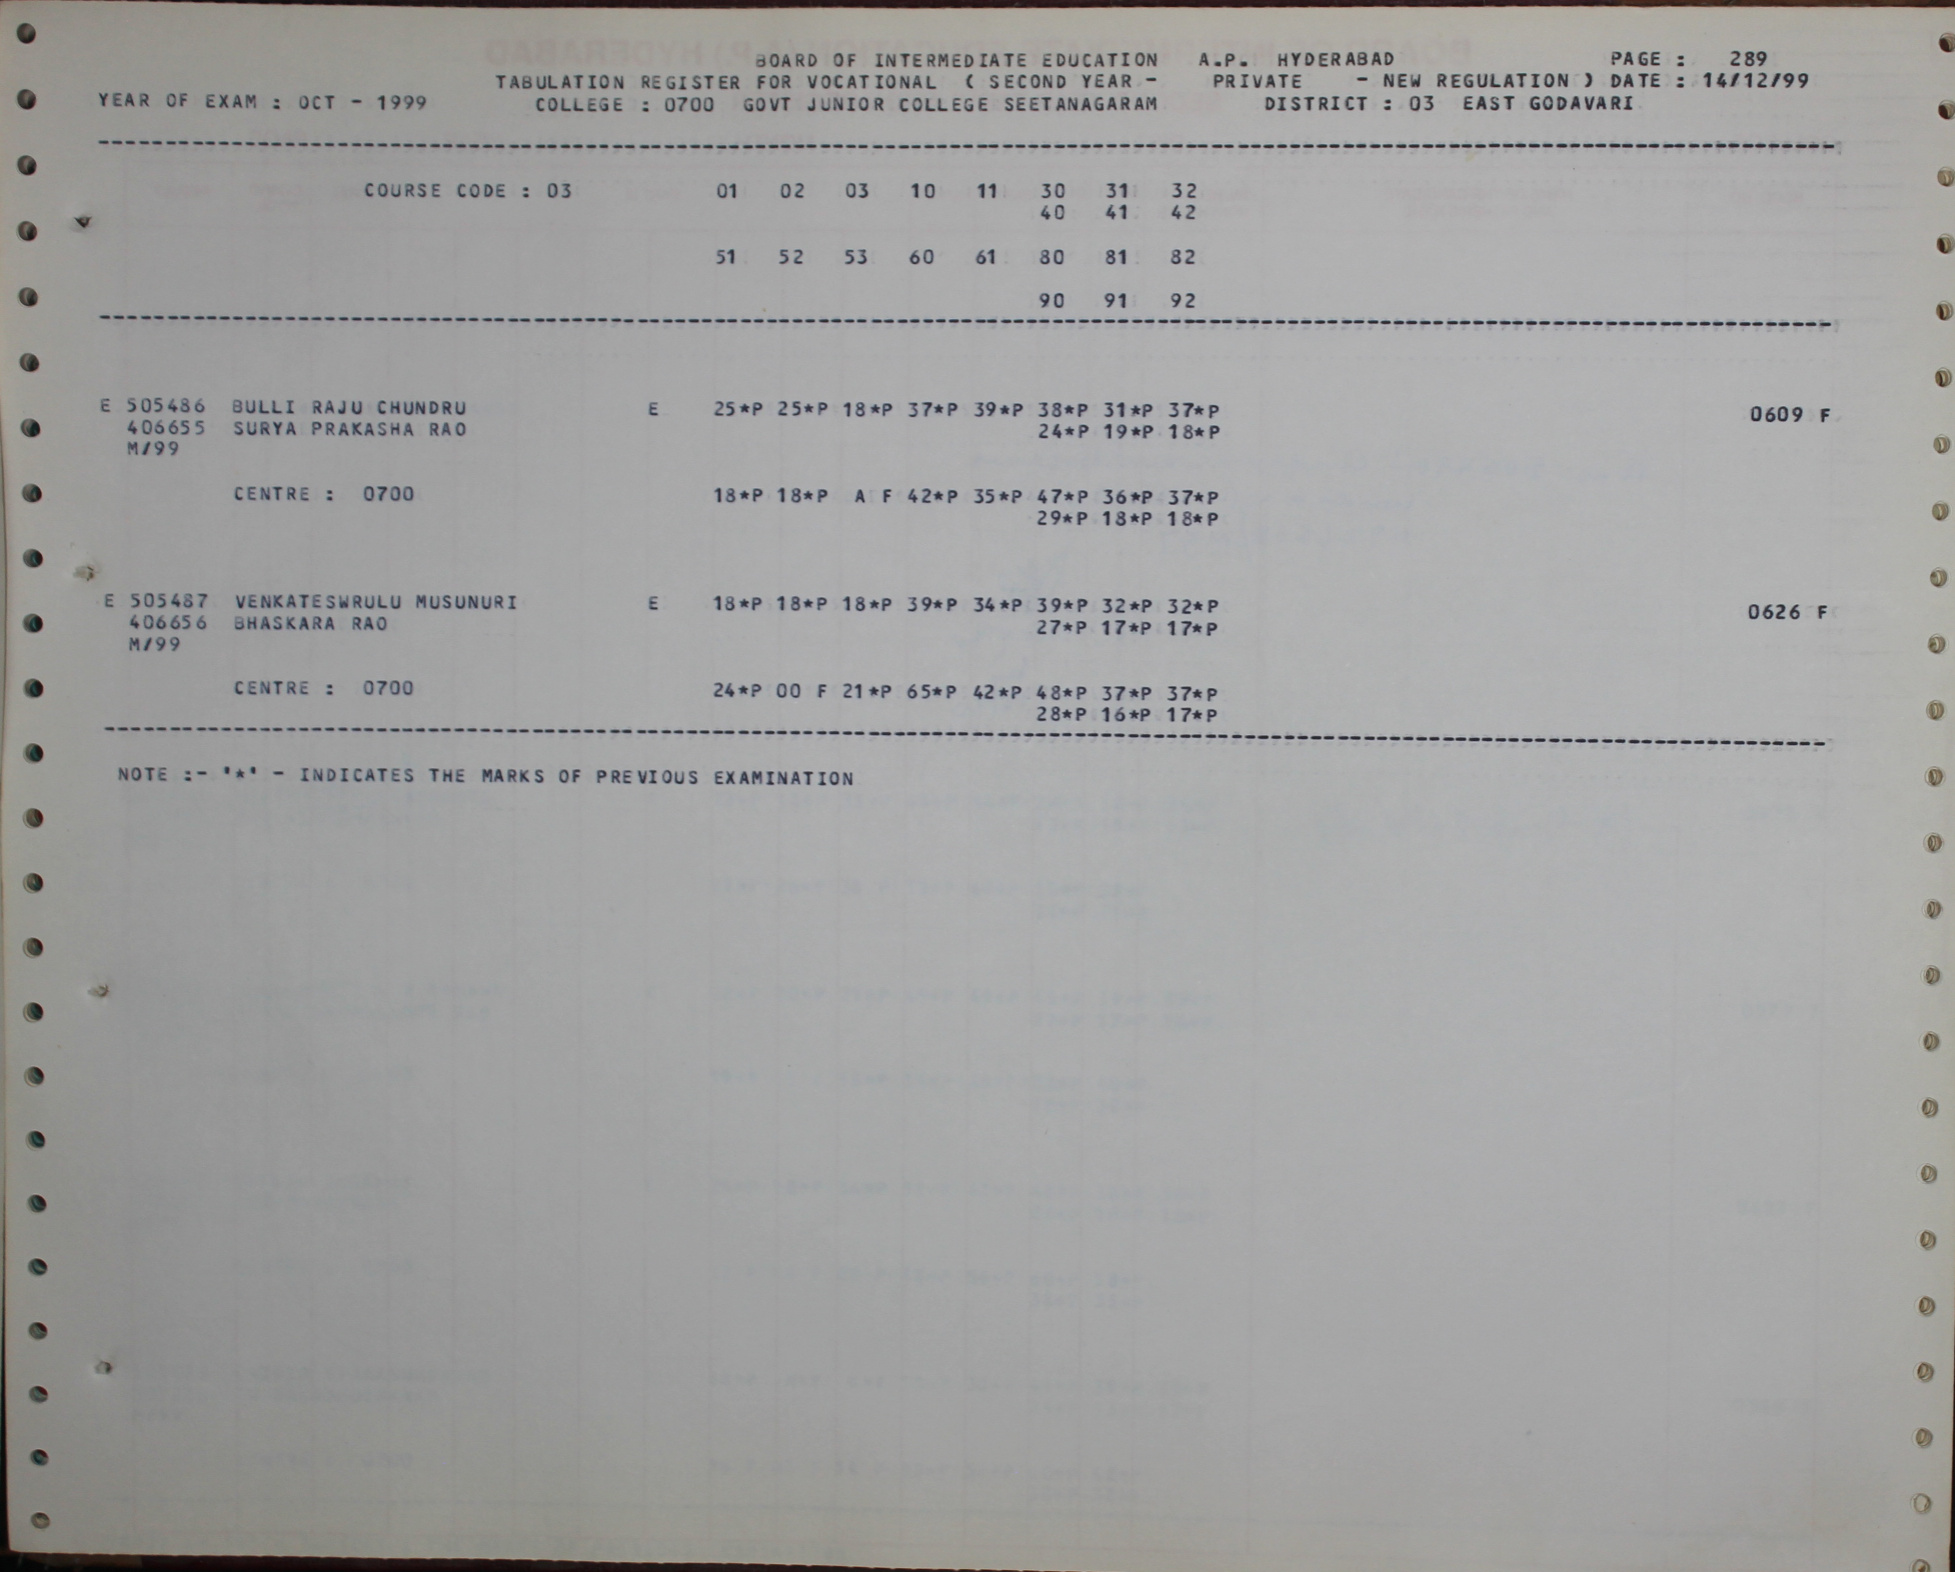 BOARD OF INTERMEDIATE EDUCATION A.P. HYDERABAD PAGE : 289
TABULATION REGISTER FOR VOCATIONAL ( SECOND YEAR - PRIVATE - NEW REGULATION ) DATE : 14/12/99
YEAR OF EXAM : OCT - 1999 COLLEGE : 0700 GOVT JUNIOR COLLEGE SEETANAGARAM DISTRICT : 03 EAST GODAVARI
COURSE CODE : 03 01 02 03 10 11 30 31 32
40 41 42
51 52 53 60 61 80 81 82
90 91 92
E 505486 BULLI RAJU CHUNDRU E 25*P 25*P 18*P 37*P 39*P 38*P 31*P 37*P 0609 F
406655 SURYA PRAKASHA RAO 24*P 19*P 18*P
M/99
CENTRE : 0700 18*P 18*P A F 42*P 35*P 47*P 36*P 37*P
29*P 18*P 18*P
E 505487 VENKATESWRULU MUSUNURI E 18*P 18*P 18*P 39*P 34*P 39*P 32*P 32*P 0626 F
406656 BHASKARA RAO 27*P 17*P 17*P
M/99
CENTRE : 0700 24*P 00 F 21*P 65*P 42*P 48*P 37*P 37*P
28*P 16*P 17*P
NOTE :- '*' - INDICATES THE MARKS OF PREVIOUS EXAMINATION